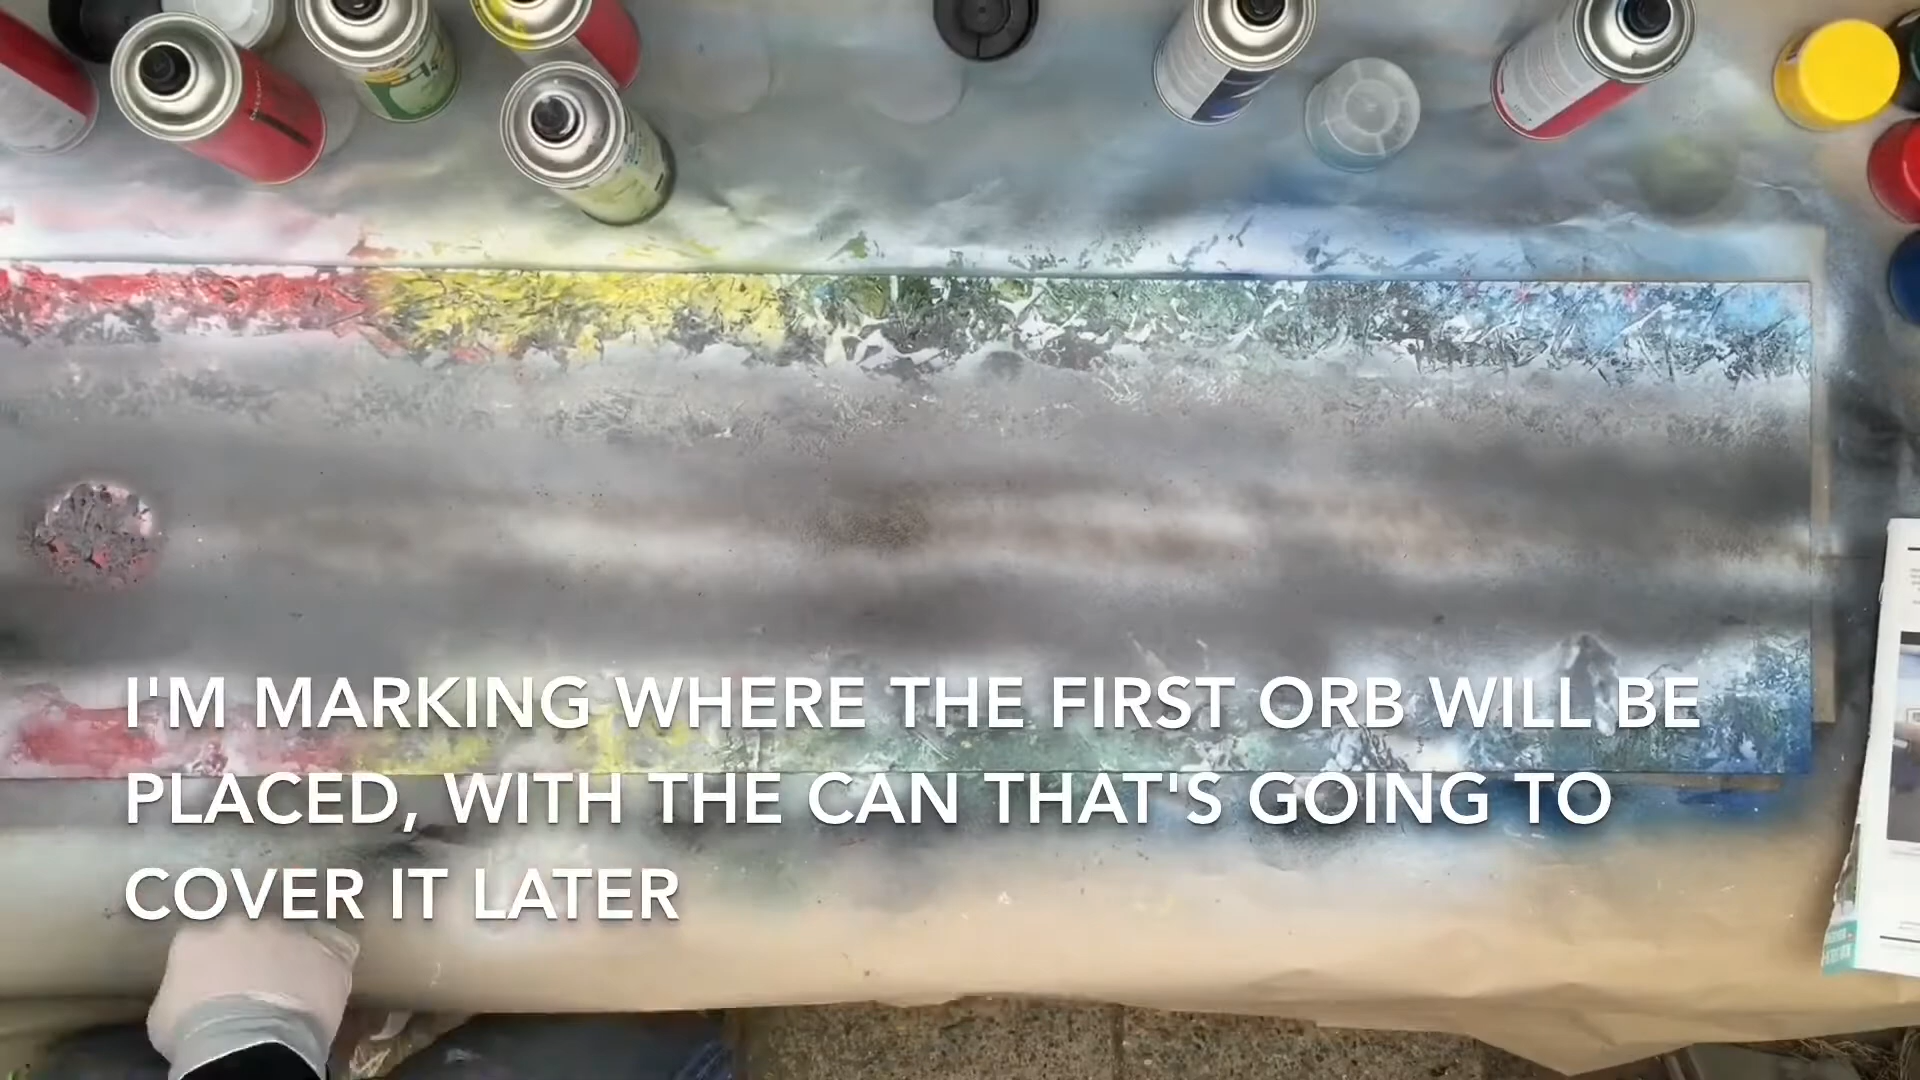 I'M MARKING WHERE THE FIRST ORB WILL BE
PLACED, WITH THE CAN THAT'S GOING TO
COVER IT LATER